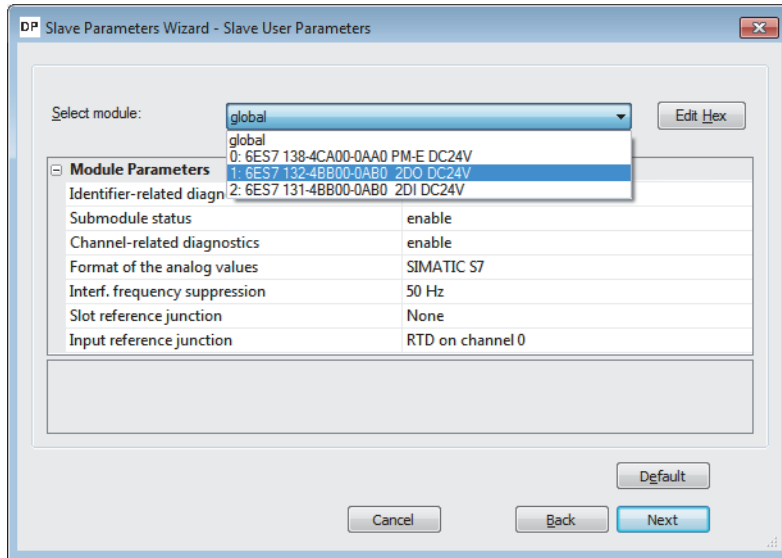 DP Slave Parameters Wizard - Slave User Parameters
Select module: global Edit Hex
global
0: 6ES7 138-4CA00-0AA0 PM-E DC24V
1: 6ES7 132-4BB00-0AB0 2DO DC24V
2: 6ES7 131-4BB00-0AB0 2DI DC24V
Module Parameters
Identifier-related diagn
Submodule status enable
Channel-related diagnostics enable
Format of the analog values SIMATIC S7
Interf. frequency suppression 50 Hz
Slot reference junction None
Input reference junction RTD on channel 0
Default
Cancel Back Next